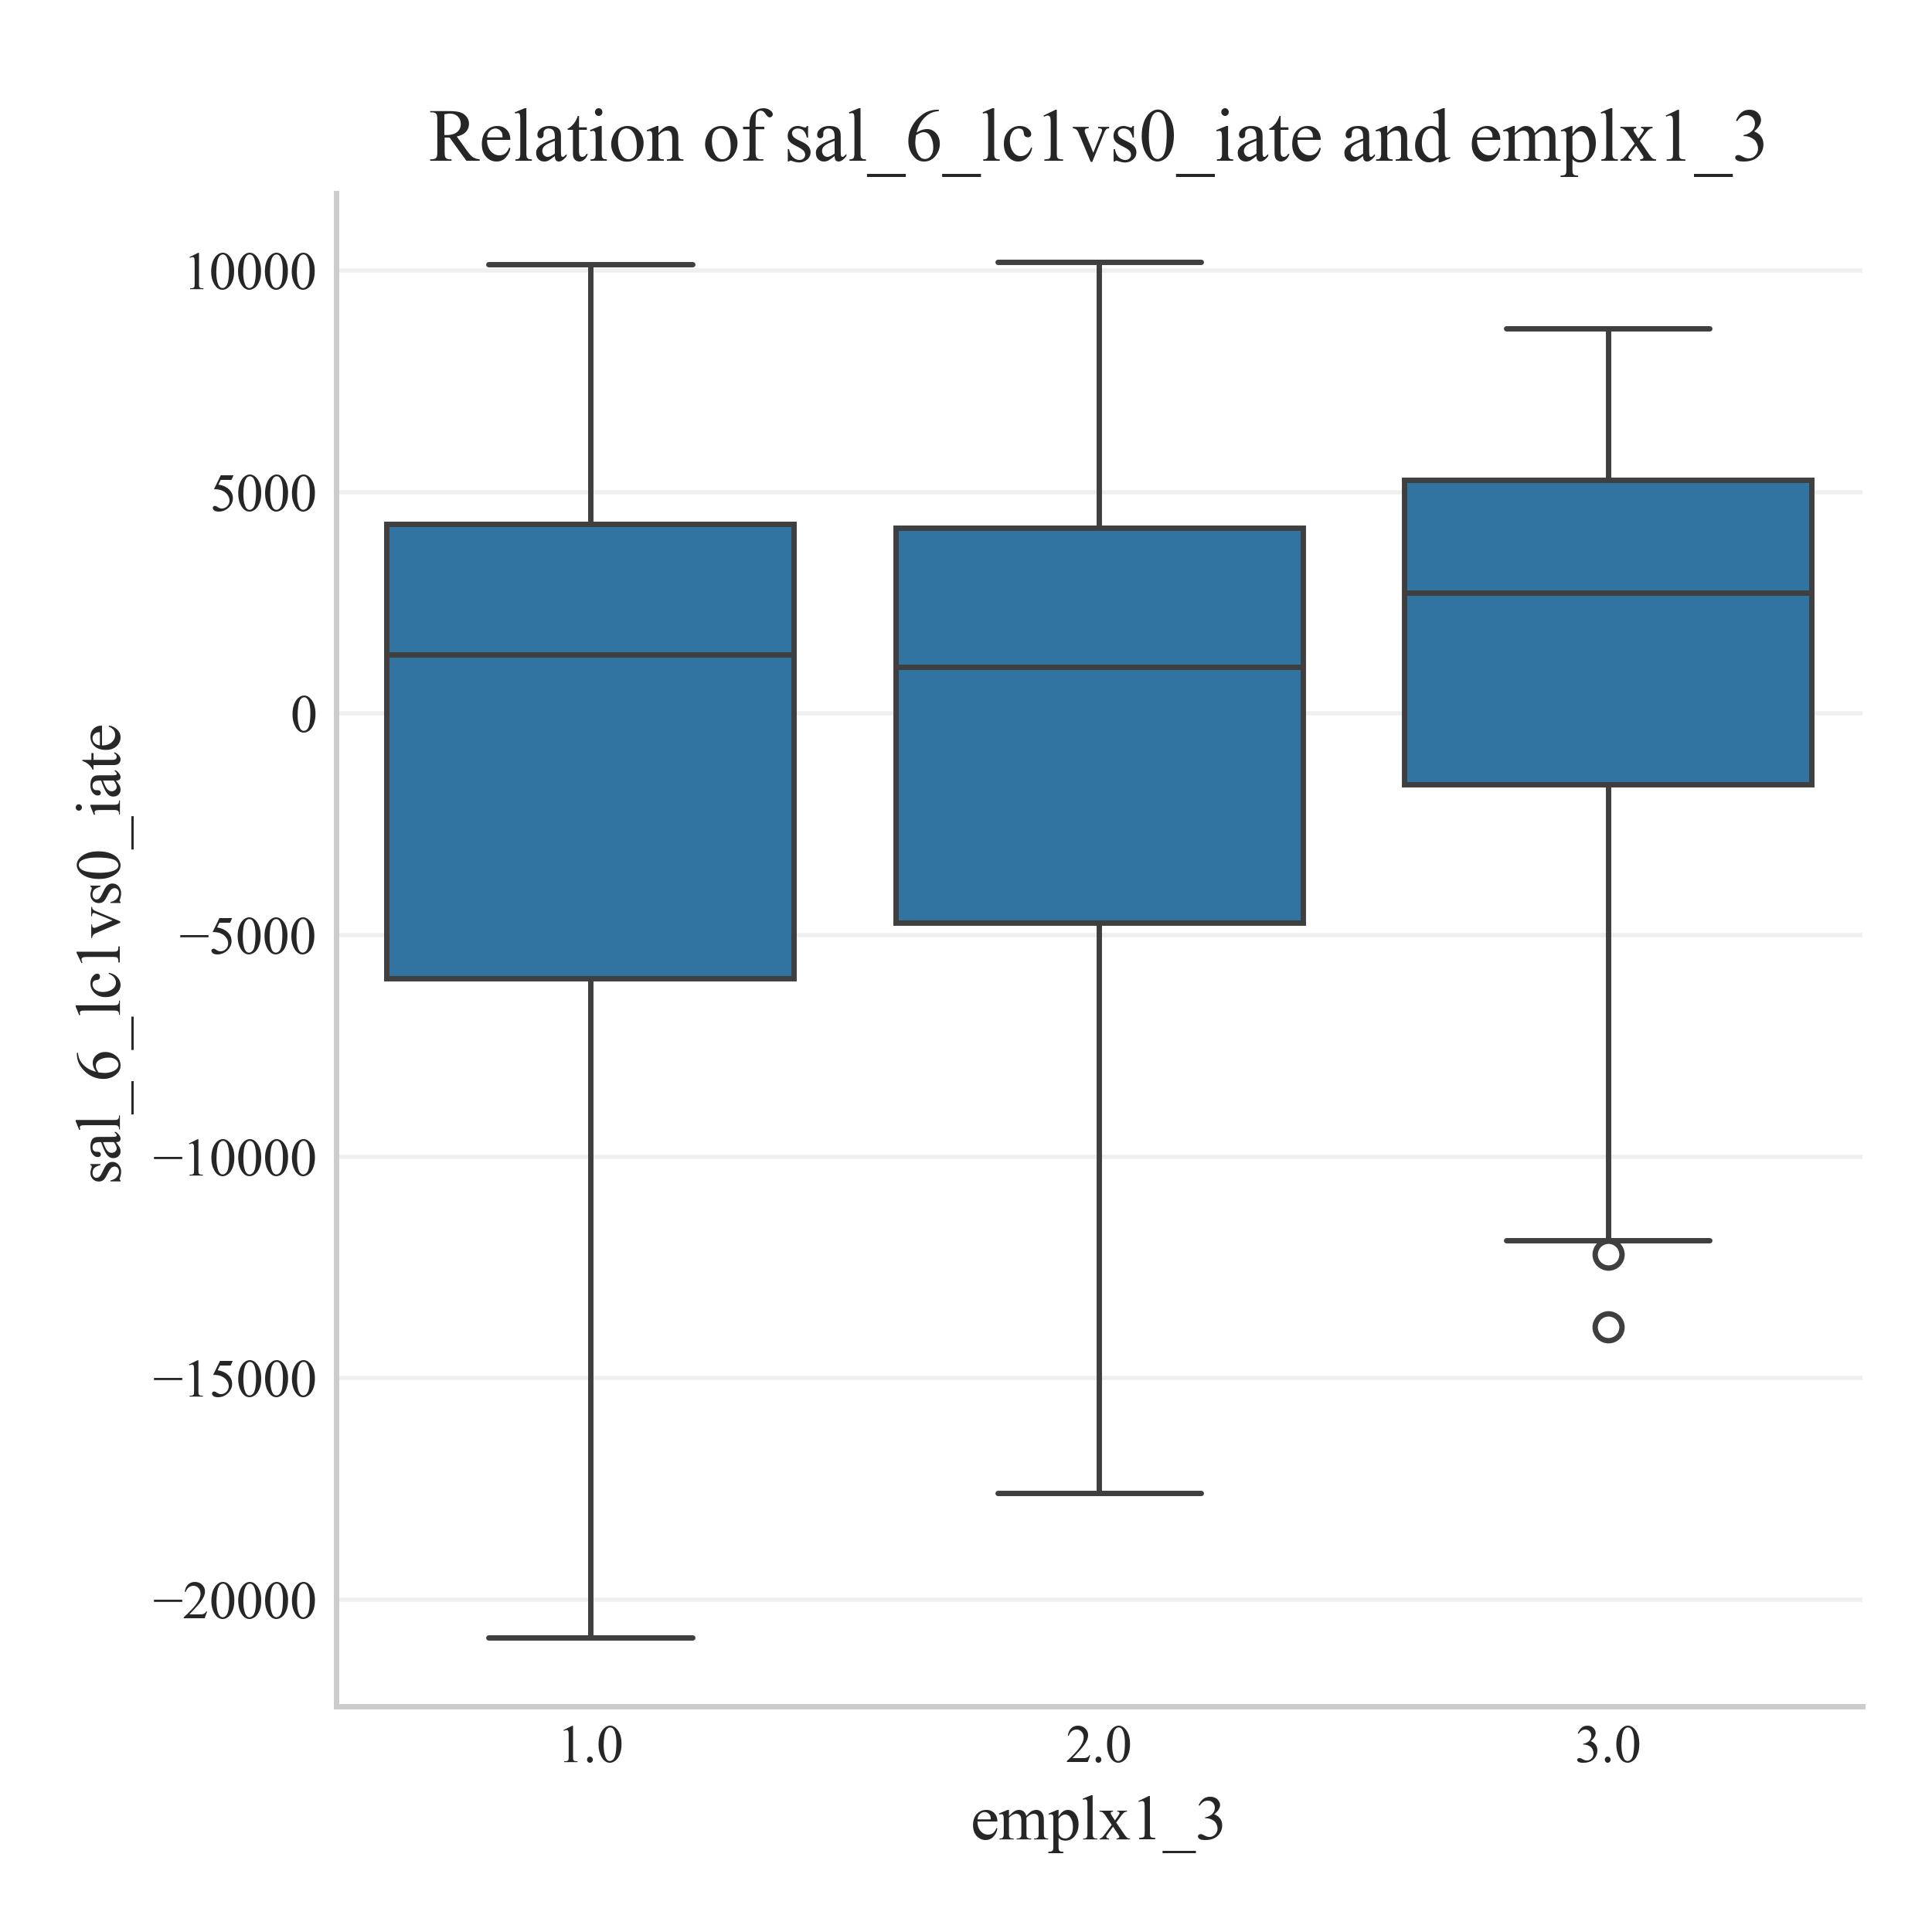 Relation of sal_6_lc1vs0_iate and emplx1_3
sal_6_lc1vs0_iate
10000
5000
0
−5000
−10000
−15000
−20000
1.0 2.0 3.0
emplx1_3